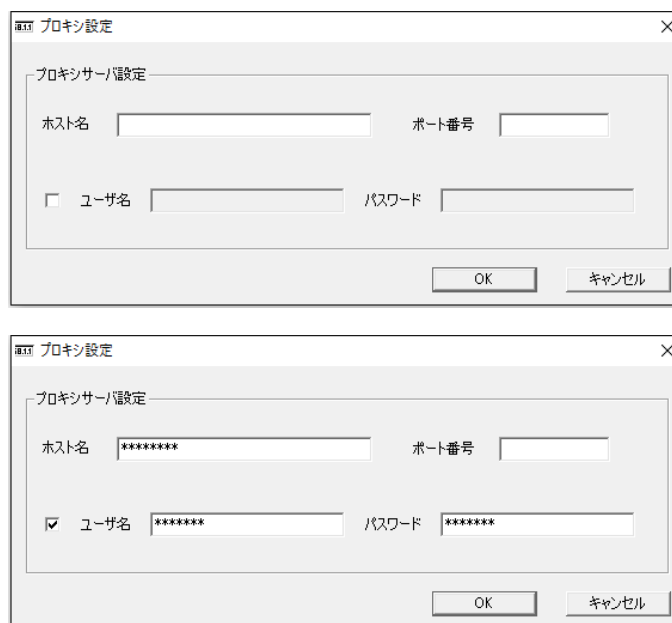 プロキシ設定
プロキシサーバ設定
ホスト名 ポート番号
ユーザ名 パスワード
OK キャンセル
プロキシ設定
プロキシサーバ設定
ホスト名 ******** ポート番号
ユーザ名 ******* パスワード *******
OK キャンセル